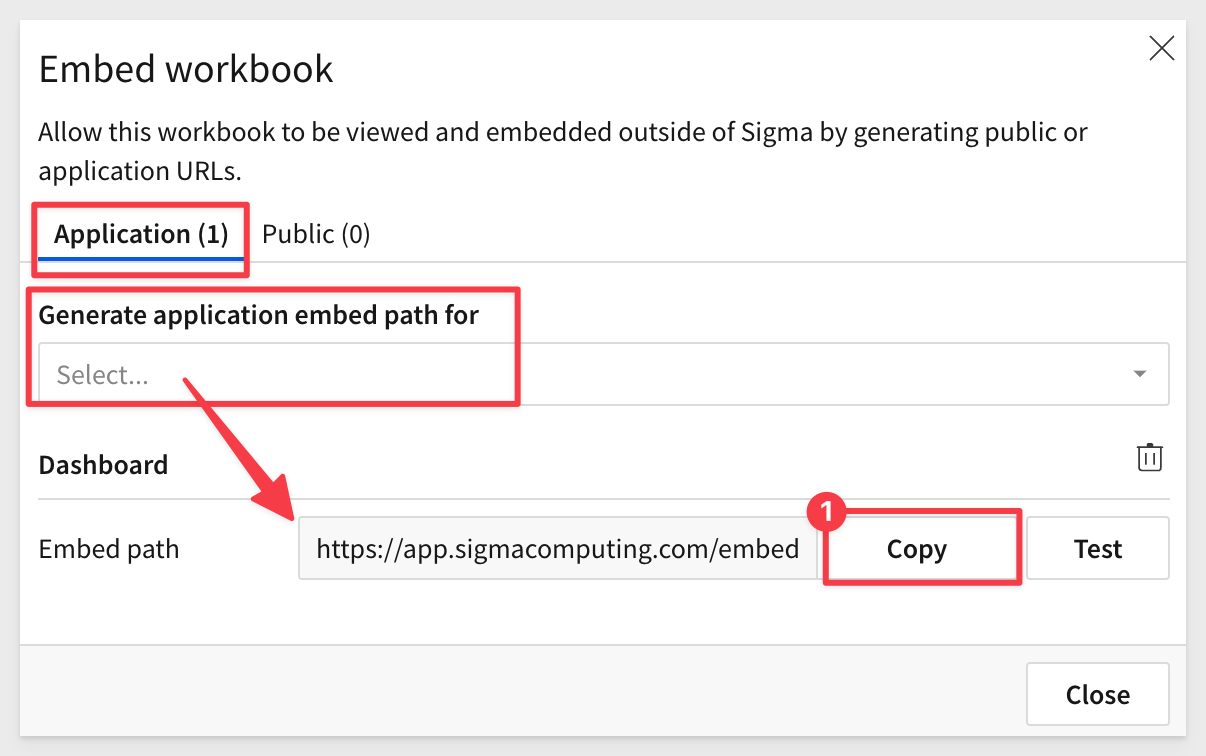 Embed workbook
Allow this workbook to be viewed and embedded outside of Sigma by generating public or
application URLs.
Application (1) Public (0)
Generate application embed path for
Select...
Dashboard
1
Embed path https://app.sigmacomputing.com/embed Copy Test
Close